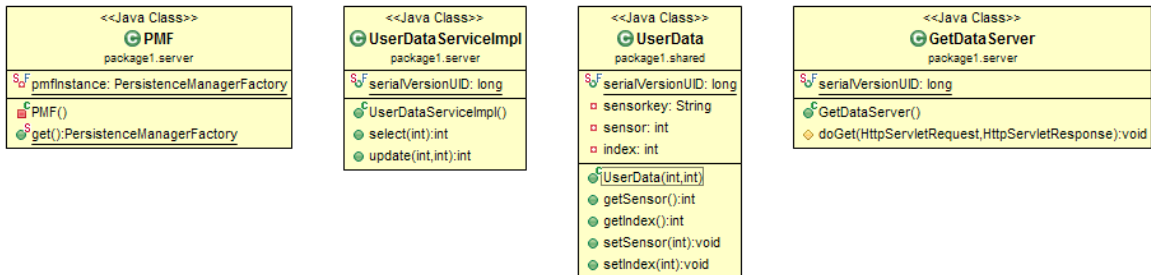 <<Java Class>>
PMF
package1.server
pmfInstance: PersistenceManagerFactory
PMF()
get():PersistenceManagerFactory
<<Java Class>>
UserDataServiceImpl
package1.server
serialVersionUID: long
UserDataServiceImpl()
select(int):int
update(int,int):int
<<Java Class>>
UserData
package1.shared
serialVersionUID: long
sensorkey: String
sensor: int
index: int
UserData(int,int)
getSensor():int
getIndex():int
setSensor(int):void
setIndex(int):void
<<Java Class>>
GetDataServer
package1.server
serialVersionUID: long
GetDataServer()
doGet(HttpServletRequest,HttpServletResponse):void